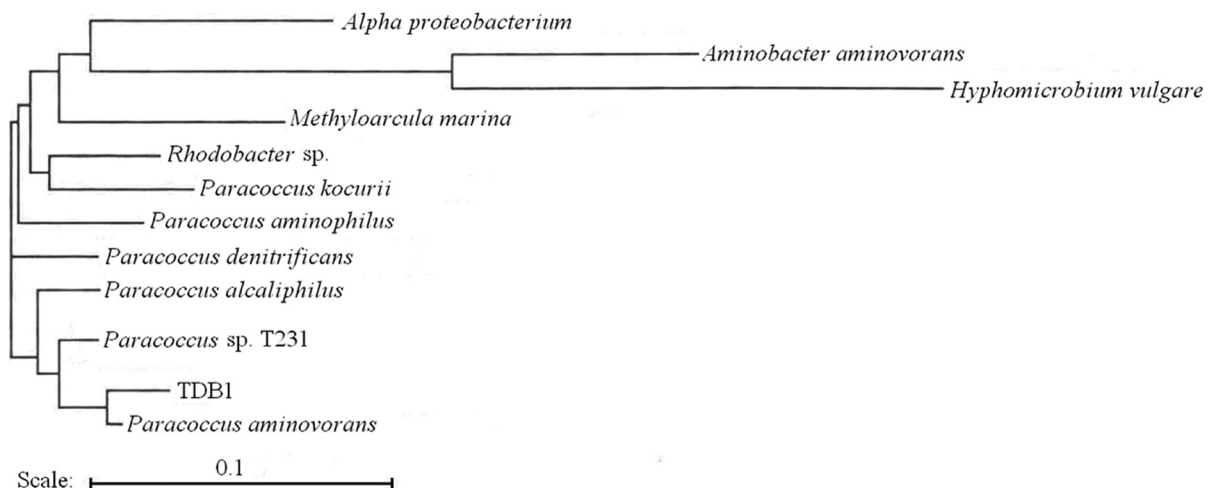 Alpha proteobacterium
Aminobacter aminovorans
Hyphomicrobium vulgare
Methyloarcula marina
Rhodobacter sp.
Paracoccus kocurii
Paracoccus aminophilus
Paracoccus denitrificans
Paracoccus alcaliphilus
Paracoccus sp. T231
TDB1
Paracoccus aminovorans
0.1
Scale: